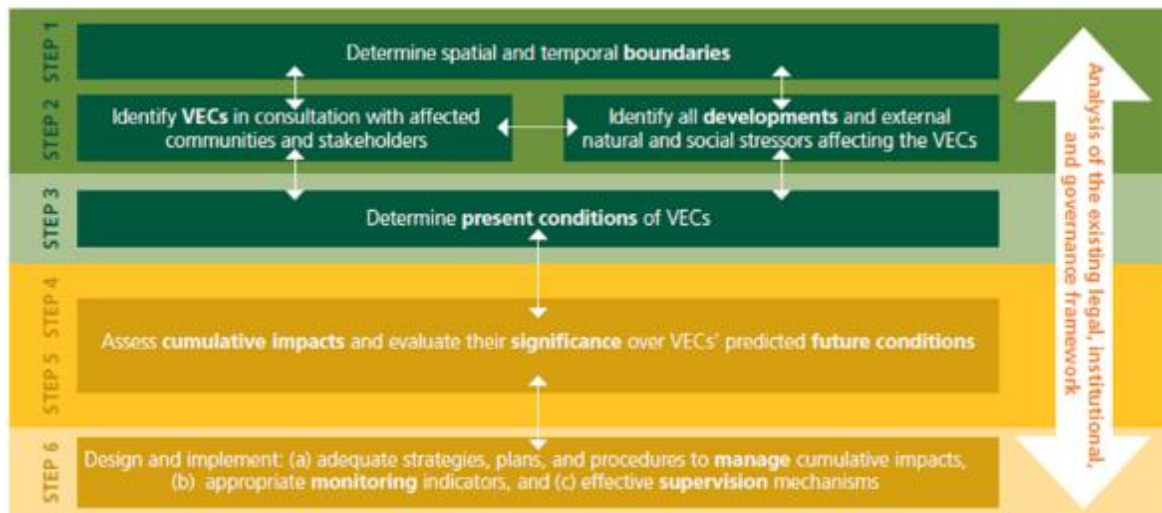 STEP 1
Determine spatial and temporal boundaries
STEP 2
Identify VECs in consultation with affected
communities and stakeholders
Identify all developments and external
natural and social stressors affecting the VECs
STEP 3
Determine present conditions of VECs
STEP 4
STEP 5
Assess cumulative impacts and evaluate their significance over VECs' predicted future conditions
STEP 6
Design and implement: (a) adequate strategies, plans, and procedures to manage cumulative impacts,
(b) appropriate monitoring indicators, and (c) effective supervision mechanisms
Analysis of the existing legal, institutional,
and governance framework